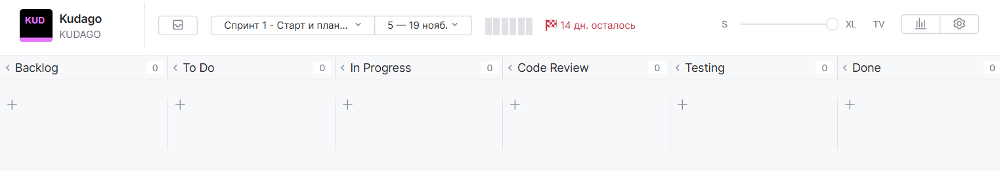 KUD
Kudago
KUDAGO
Спринт 1 - Старт и план...
5 — 19 нояб.
14 дн. осталось
S
XL
TV
Backlog 0
To Do 0
In Progress 0
Code Review 0
Testing 0
Done 0